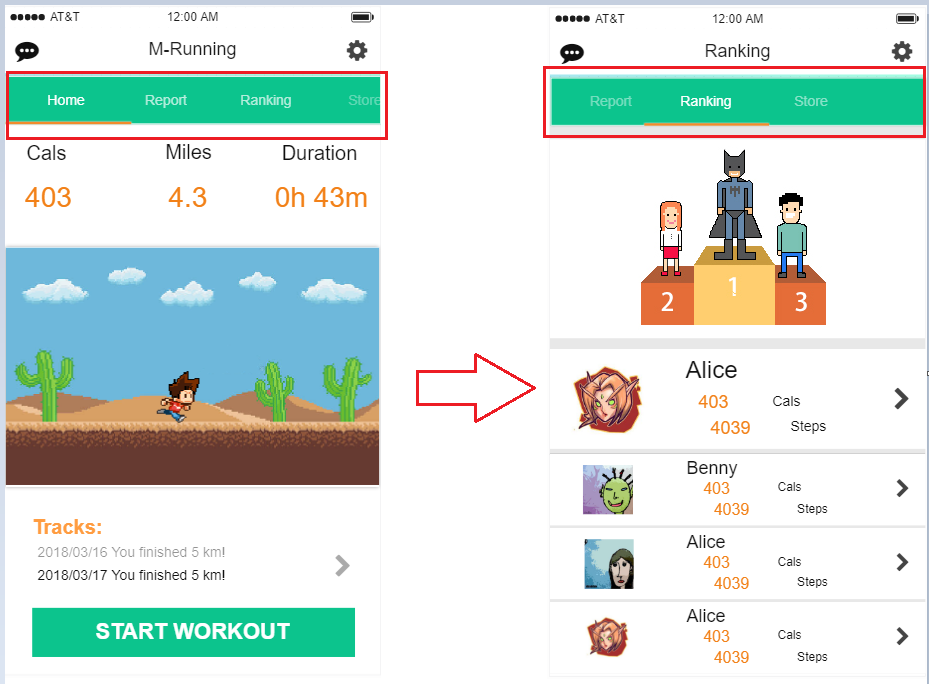 AT&T 12:00 AM
M-Running
Home Report Ranking Store
Cals Miles Duration
403 4.3 0h 43m
Tracks:
2018/03/16 You finished 5 km!
2018/03/17 You finished 5 km!
START WORKOUT
AT&T 12:00 AM
Ranking
Report Ranking Store
1
2 3
Alice
403 Cals
4039 Steps
Benny
403 Cals
4039 Steps
Alice
403 Cals
4039 Steps
Alice
403 Cals
4039 Steps